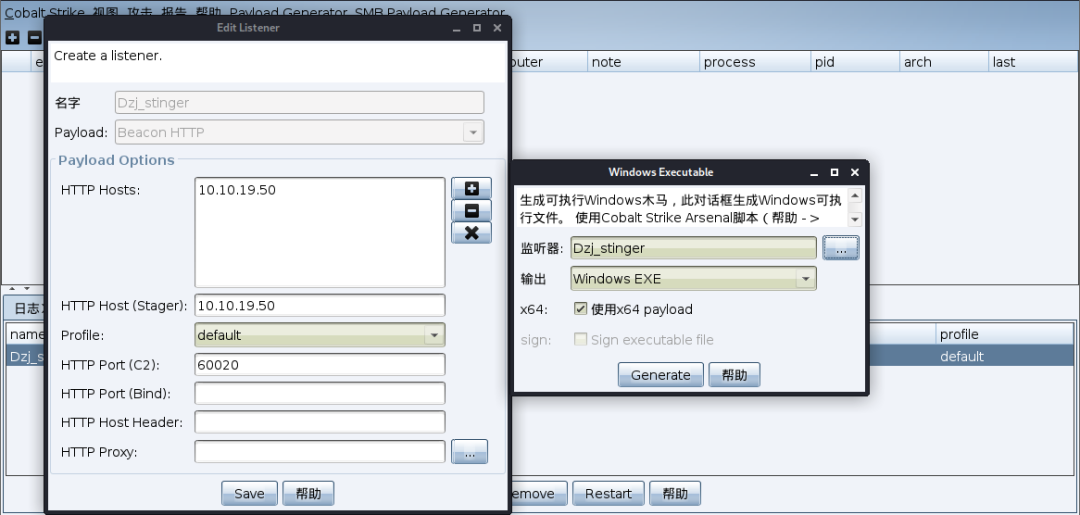 Cobalt Strike 视图 攻击 报告 帮助 Payload Generator SMB Payload Generator
Edit Listener
Create a listener.
名字 Dzj_stinger
Payload: Beacon HTTP
Payload Options
HTTP Hosts: 10.10.19.50
HTTP Host (Stager): 10.10.19.50
Profile: default
HTTP Port (C2): 60020
HTTP Port (Bind):
HTTP Host Header:
HTTP Proxy: ...
Save 帮助
note process pid arch last
Windows Executable
生成可执行Windows木马，此对话框生成Windows可执
行文件。 使用Cobalt Strike Arsenal脚本（帮助 ->
监听器: Dzj_stinger ...
输出 Windows EXE
x64: 使用x64 payload
sign: Sign executable file
Generate 帮助
日志
name profile
Dzj_s default
emove Restart 帮助